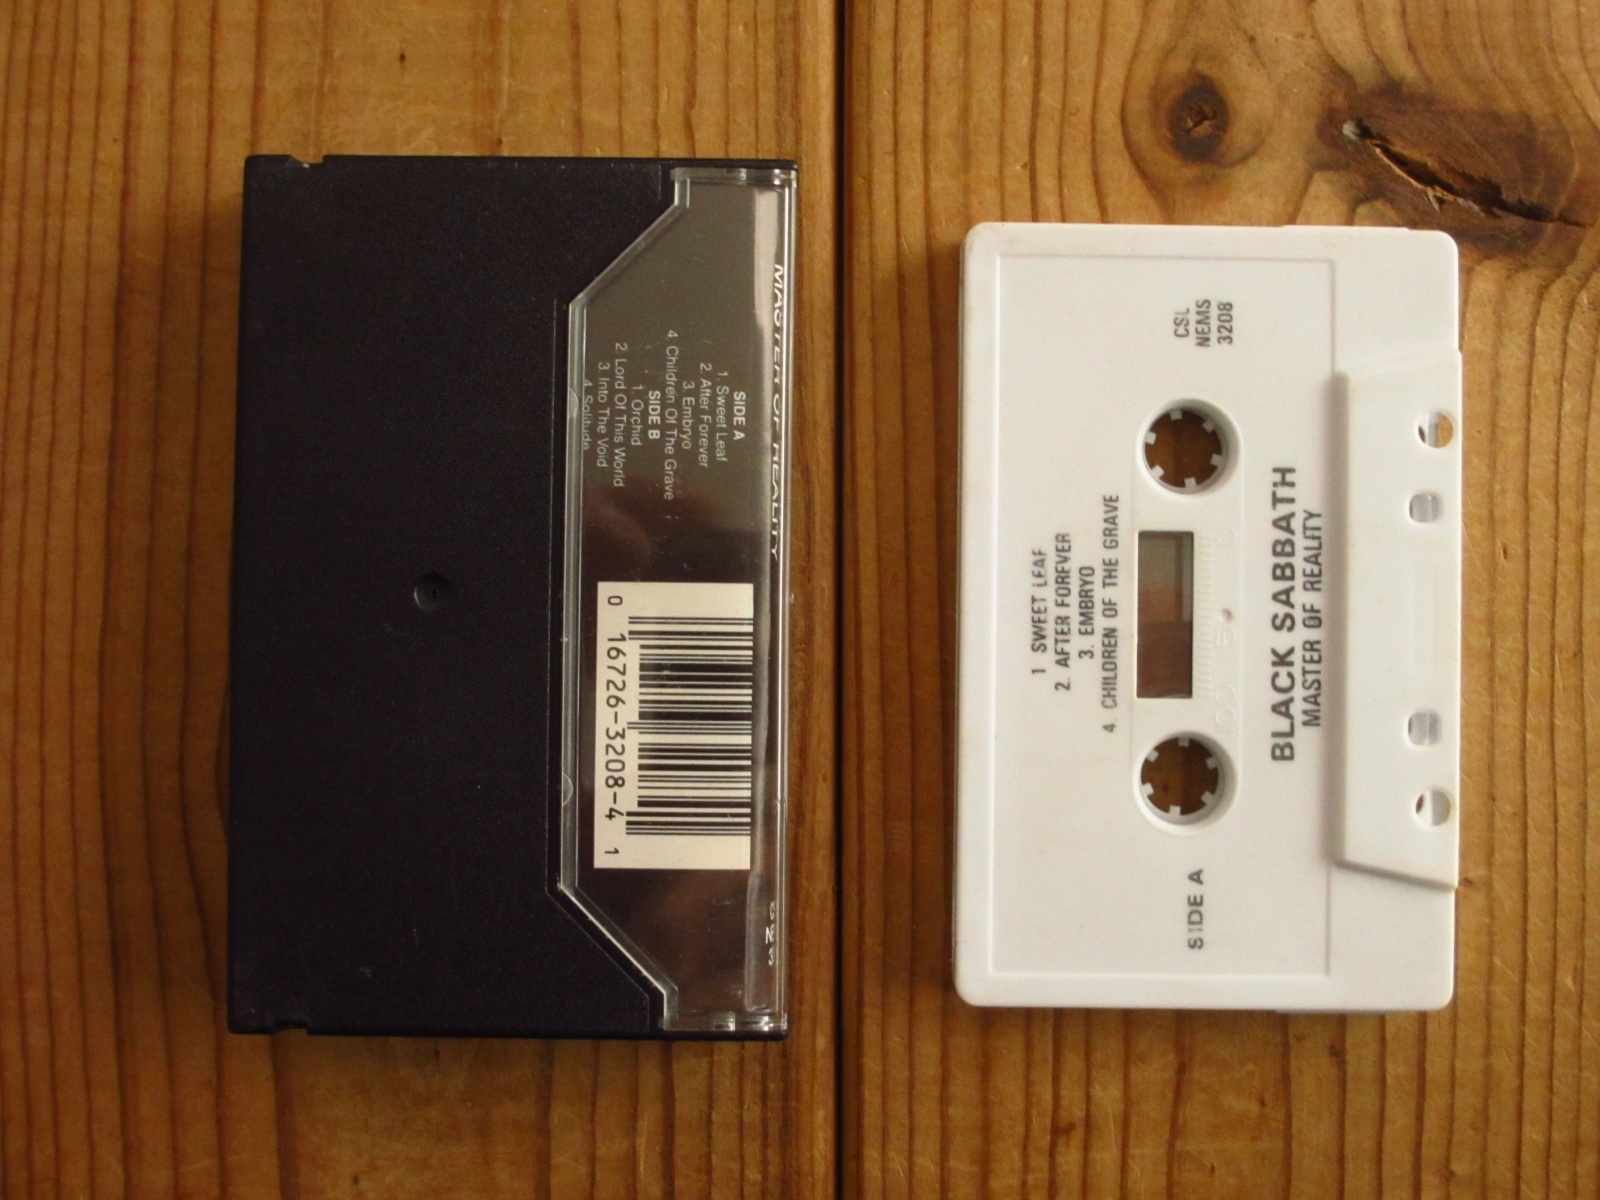 MASTER OF REALITY
SIDE A
1. Sweet Leaf
2. After Forever
3. Embryo
4. Children Of The Grave
SIDE B
1. Orchid
2. Lord Of This World
3. Into The Void
4. Solitude
0 16726-3208-4 1
CSL
NEMS
3208
1 SWEET LEAF
2. AFTER FOREVER
3. EMBRYO
4. CHILDREN OF THE GRAVE
BLACK SABBATH
MASTER OF REALITY
SIDE A